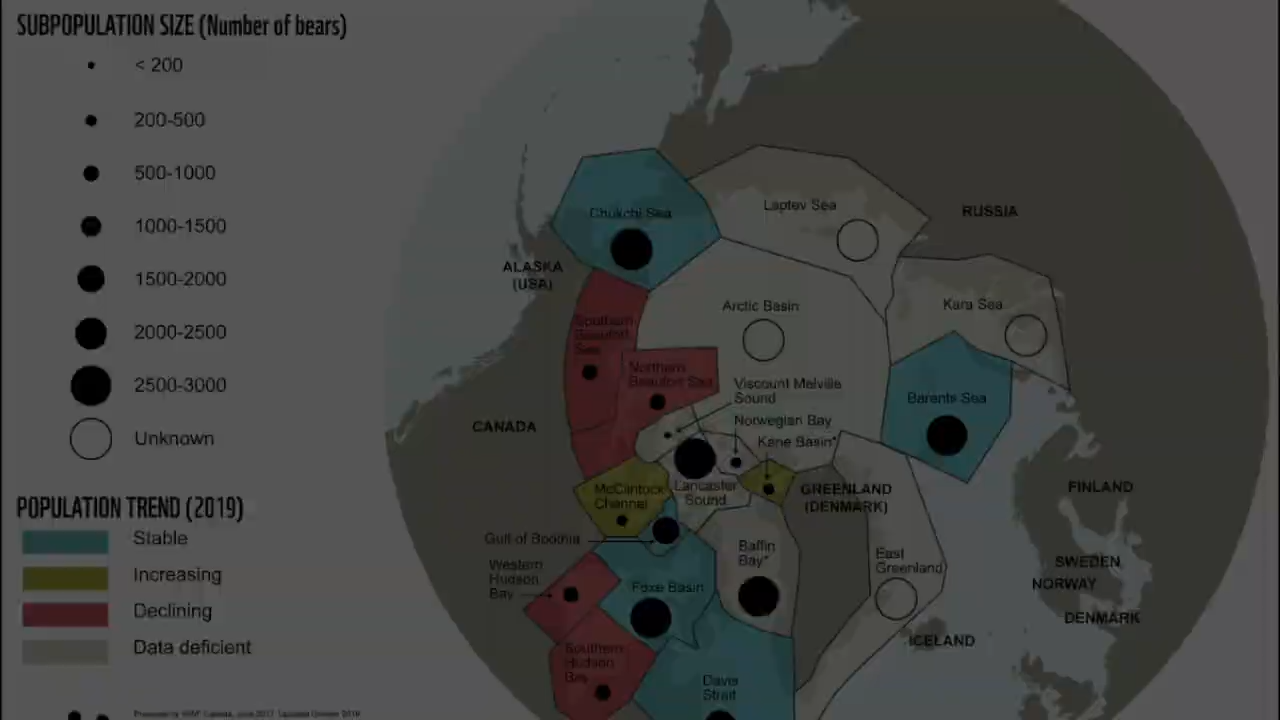 SUBPOPULATION SIZE (Number of bears)
< 200
200-500
500-1000
1000-1500
1500-2000
2000-2500
2500-3000
Unknown
POPULATION TREND (2019)
Stable
Increasing
Declining
Data deficient
Chukchi Sea
Laptev Sea
RUSSIA
ALASKA
(USA)
Arctic Basin
Kara Sea
Southern
Beaufort
Sea
Northern
Beaufort Sea
Viscount Melville
Sound
Barents Sea
Norwegian Bay
CANADA
Kane Basin*
McClintock
Channel
Lancaster
Sound
GREENLAND
(DENMARK)
FINLAND
Gulf of Boothia
Baffin
Bay*
East
Greenland
Western
Hudson
Bay
Foxe Basin
SWEDEN
NORWAY
DENMARK
ICELAND
Southern
Hudson
Bay
Davis
Strait